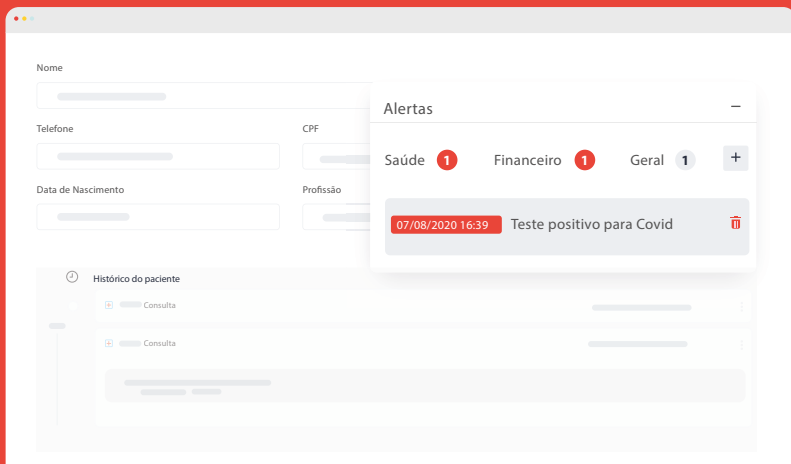 Nome
Telefone
CPF
Data de Nascimento
Profissão
Alertas
Saúde 1 Financeiro 1 Geral 1 +
07/08/2020 16:39 Teste positivo para Covid
Histórico do paciente
Consulta
Consulta